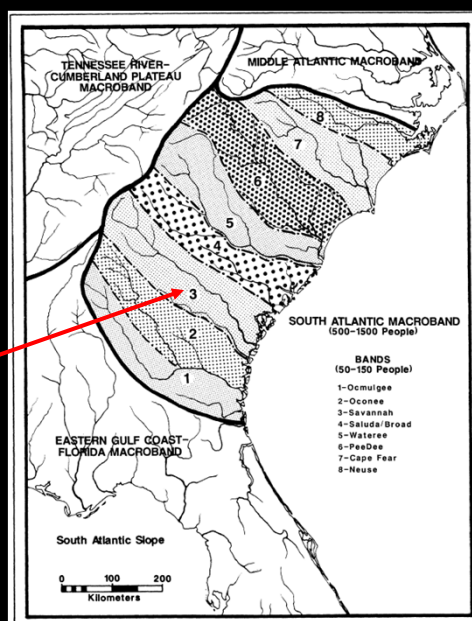 TENNESSEE RIVER-
CUMBERLAND PLATEAU
MACROBAND
MIDDLE ATLANTIC MACROBAND
8
7
6
5
4
3
2
1
SOUTH ATLANTIC MACROBAND
(500-1500 People)
BANDS
(50-150 People)
1-Ocmulgee
2-Oconee
3-Savannah
4-Saluda/Broad
5-Wateree
6-PeeDee
7-Cape Fear
8-Neuse
EASTERN GULF COAST-
FLORIDA MACROBAND
South Atlantic Slope
0 100 200
Kilometers